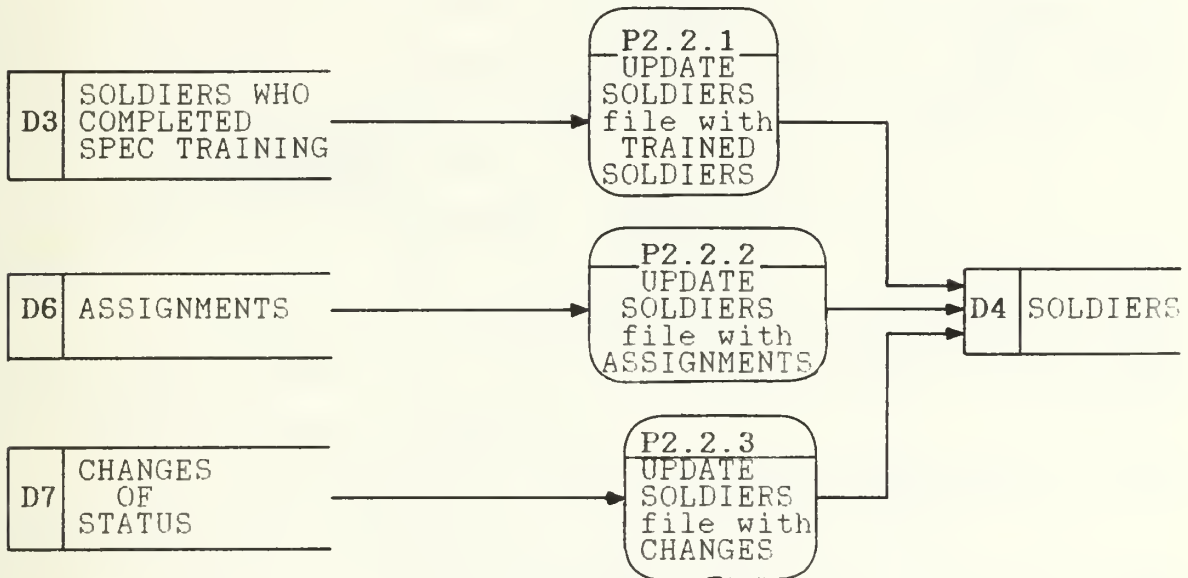 D3
SOLDIERS WHO
COMPLETED
SPEC TRAINING
P2.2.1
UPDATE
SOLDIERS
file with
TRAINED
SOLDIERS
D6
ASSIGNMENTS
P2.2.2
UPDATE
SOLDIERS
file with
ASSIGNMENTS
D4
SOLDIERS
D7
CHANGES
OF
STATUS
P2.2.3
UPDATE
SOLDIERS
file with
CHANGES